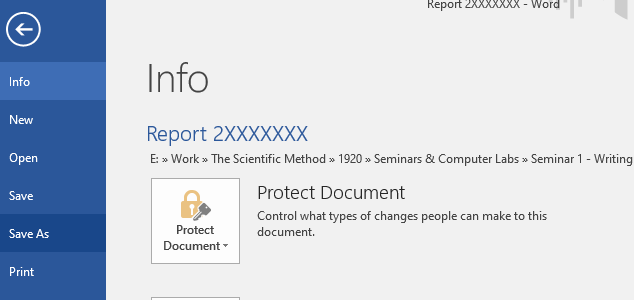 Report 2XXXXXXX - Word
Info
Info
New
Open
Save
Save As
Print
Report 2XXXXXXX
E: » Work » The Scientific Method » 1920 » Seminars & Computer Labs » Seminar 1 - Writing
Protect
Document
Protect Document
Control what types of changes people can make to this
document.